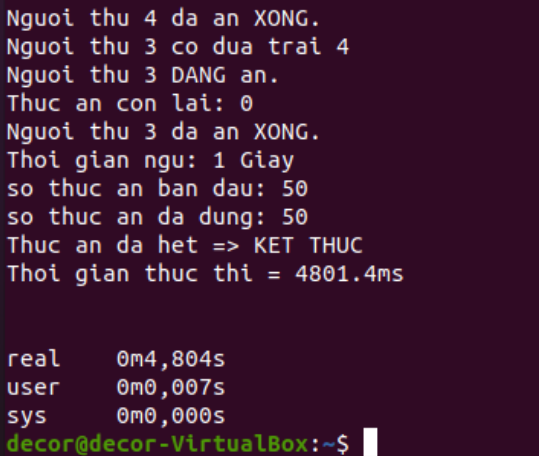 Nguoi thu 4 da an XONG.
Nguoi thu 3 co dua trai 4
Nguoi thu 3 DANG an.
Thuc an con lai: 0
Nguoi thu 3 da an XONG.
Thoi gian ngu: 1 Giay
so thuc an ban dau: 50
so thuc an da dung: 50
Thuc an da het => KET THUC
Thoi gian thuc thi = 4801.4ms
real 0m4,804s
user 0m0,007s
sys 0m0,000s
decor@decor-VirtualBox:~$